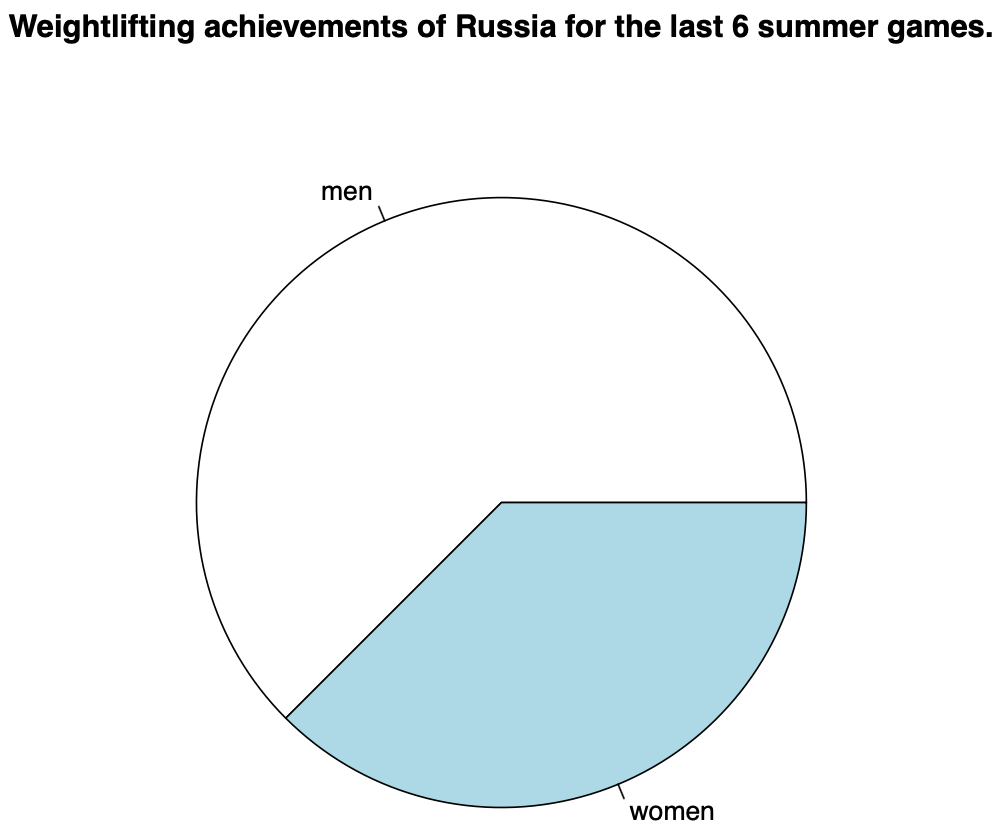 Weightlifting achievements of Russia for the last 6 summer games.
men
women